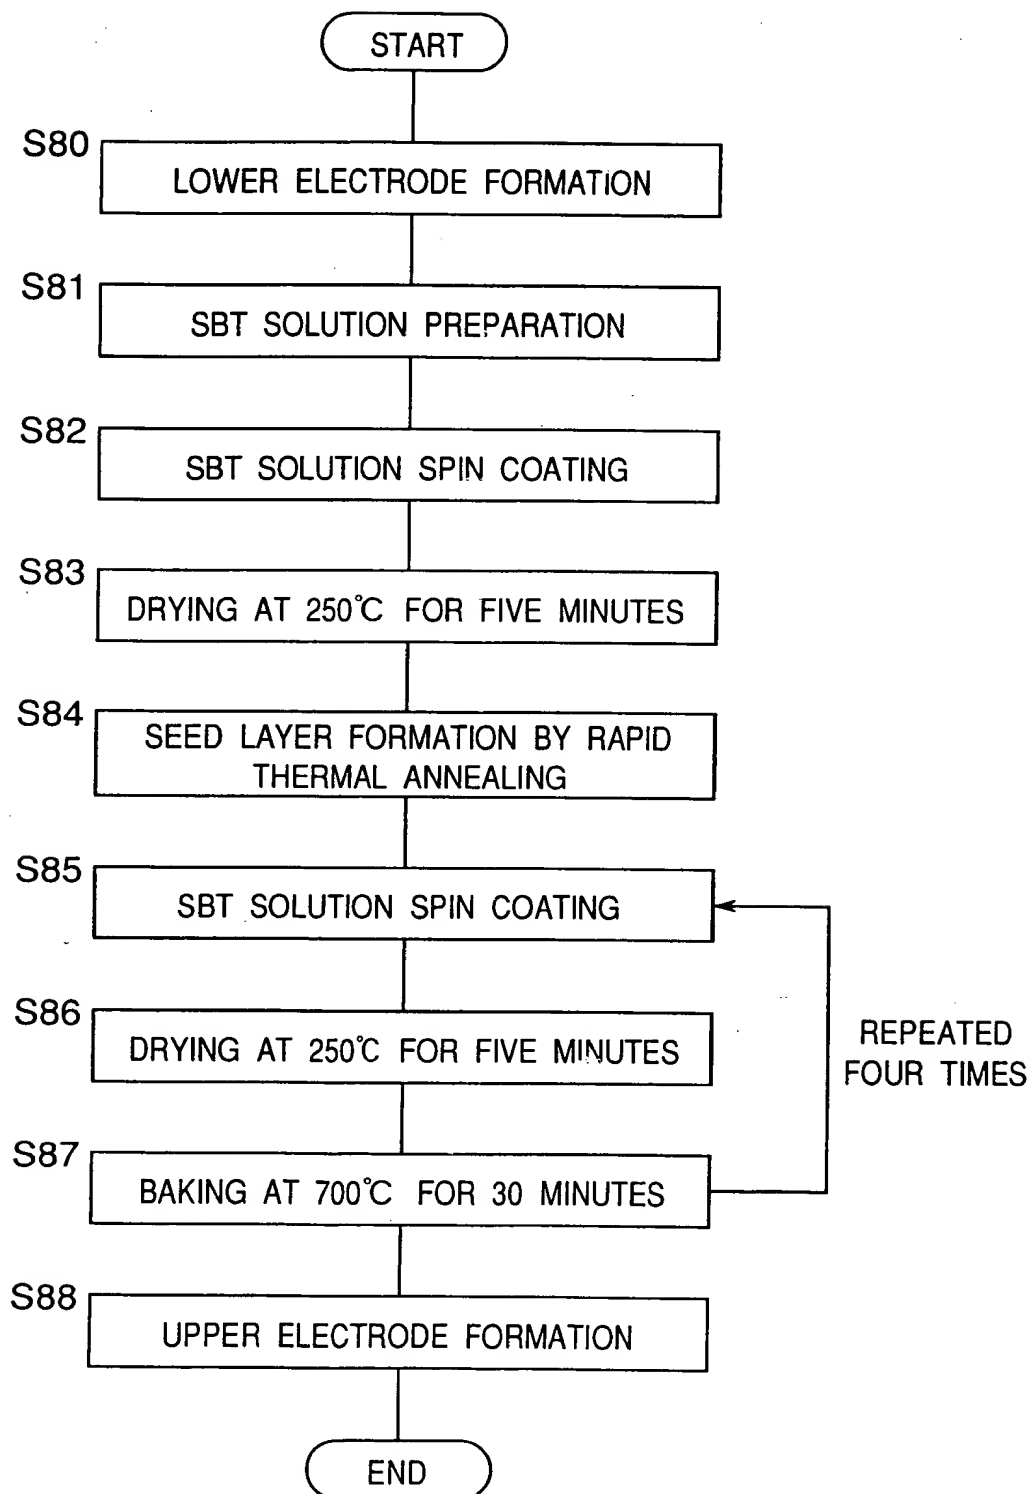 START
S80
LOWER ELECTRODE FORMATION
S81
SBT SOLUTION PREPARATION
S82
SBT SOLUTION SPIN COATING
S83
DRYING AT 250°C FOR FIVE MINUTES
S84
SEED LAYER FORMATION BY RAPID
THERMAL ANNEALING
S85
SBT SOLUTION SPIN COATING
S86
DRYING AT 250°C FOR FIVE MINUTES
REPEATED
FOUR TIMES
S87
BAKING AT 700°C FOR 30 MINUTES
S88
UPPER ELECTRODE FORMATION
END